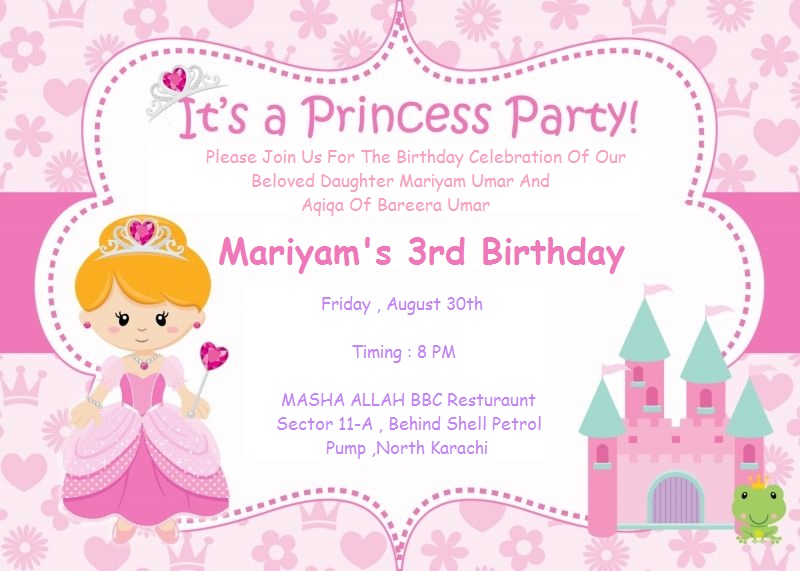 It's a Princess Party!
Please Join Us For The Birthday Celebration Of Our
Beloved Daughter Mariyam Umar And
Aqiqa Of Bareera Umar
Mariyam's 3rd Birthday
Friday , August 30th
Timing : 8 PM
MASHA ALLAH BBC Resturaunt
Sector 11-A , Behind Shell Petrol
Pump ,North Karachi